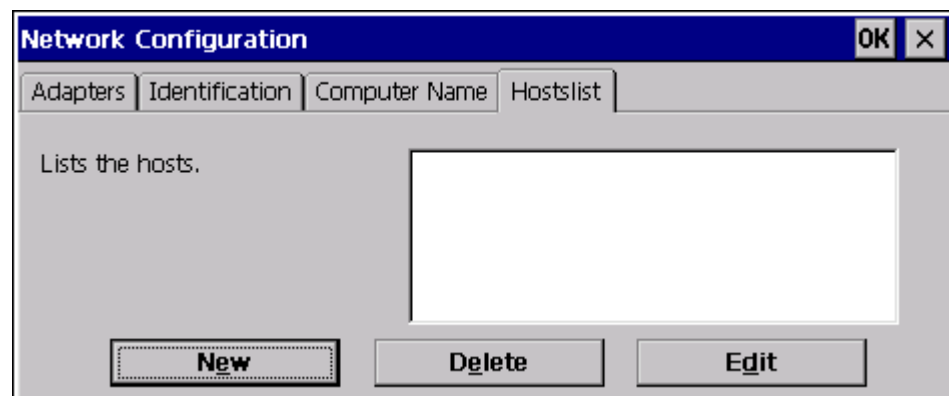 Network Configuration OK ×
Adapters Identification Computer Name Hostslist
Lists the hosts.
New Delete Edit